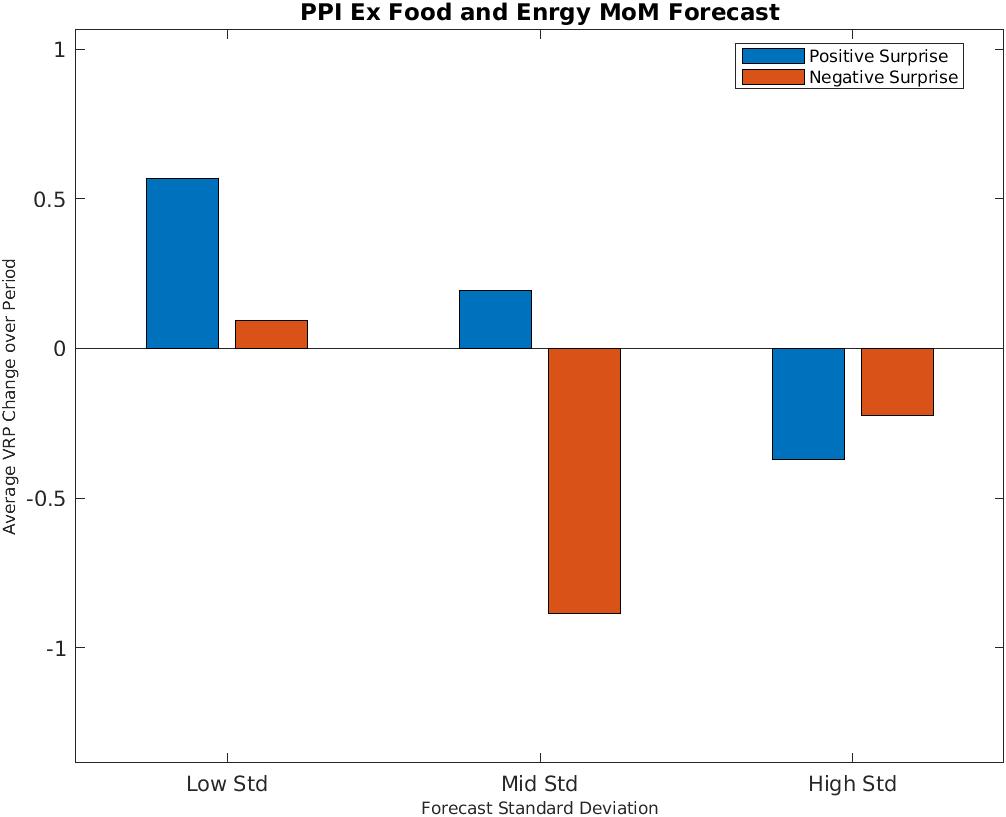 PPI Ex Food and Enrgy MoM Forecast
Positive Surprise
Negative Surprise
1
0.5
0
-0.5
-1
Average VRP Change over Period
Low Std
Mid Std
High Std
Forecast Standard Deviation